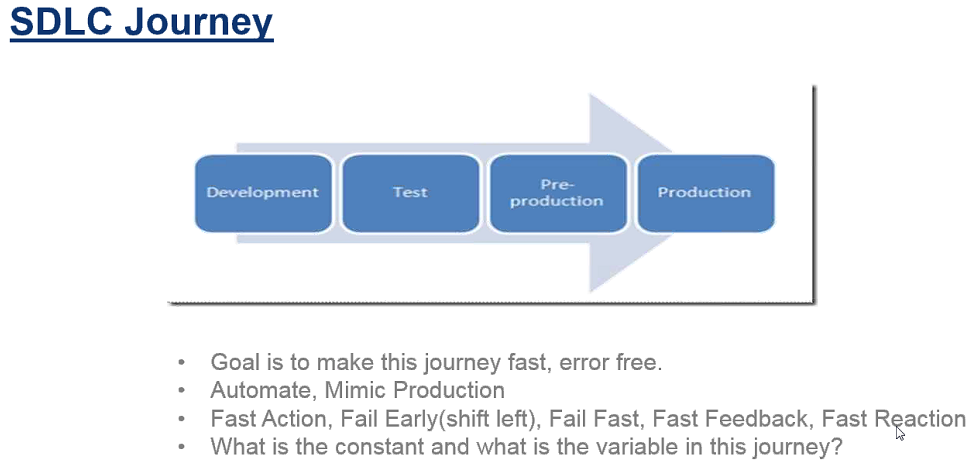 SDLC Journey
Development
Test
Pre-
production
Production
• Goal is to make this journey fast, error free.
• Automate, Mimic Production
• Fast Action, Fail Early(shift left), Fail Fast, Fast Feedback, Fast Reaction
• What is the constant and what is the variable in this journey?